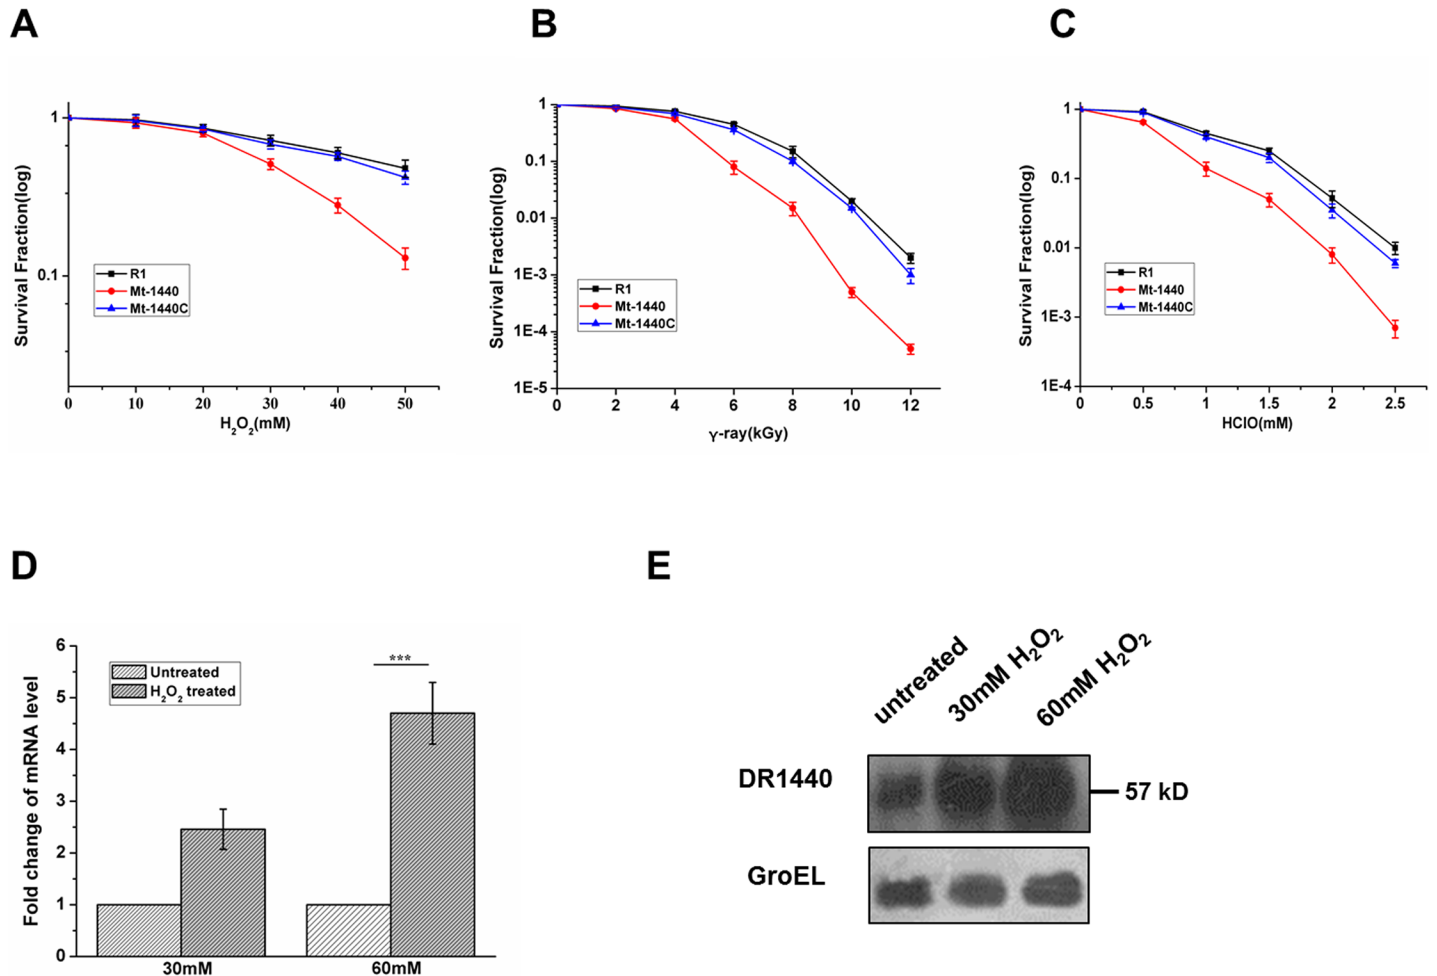 A
B
C
Survival Fraction(log)
1
0.1
R1
Mt-1440
Mt-1440C
0 10 20 30 40 50
H₂O₂(mM)
Survival Fraction(log)
1
0.1
0.01
1E-3
1E-4
1E-5
R1
Mt-1440
Mt-1440C
0 2 4 6 8 10 12
γ-ray(kGy)
Survival Fraction(log)
1
0.1
0.01
1E-3
1E-4
R1
Mt-1440
Mt-1440C
0 0.5 1 1.5 2 2.5
HClO(mM)
D
E
Fold change of mRNA level
6
5
4
3
2
1
0
Untreated
H₂O₂ treated
***
30mM 60mM
untreated
30mM H₂O₂
60mM H₂O₂
DR1440
57 kD
GroEL